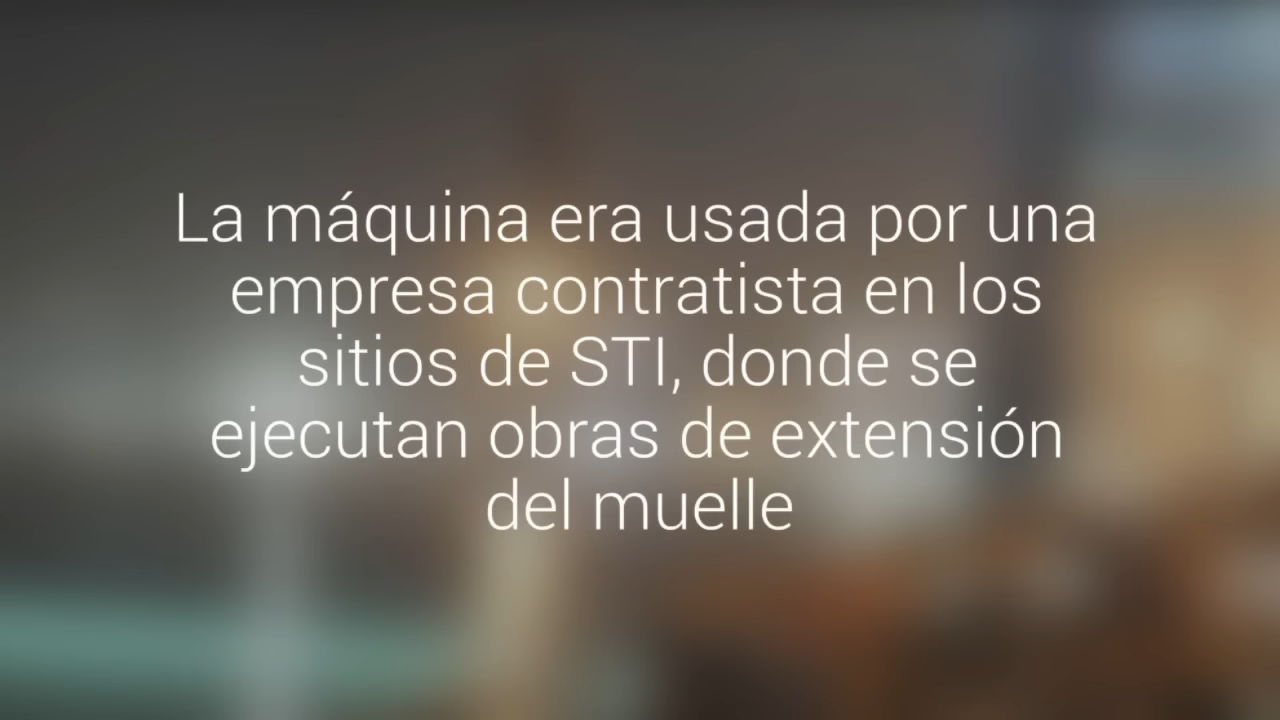 La máquina era usada por una
empresa contratista en los
sitios de STI, donde se
ejecutan obras de extensión
del muelle